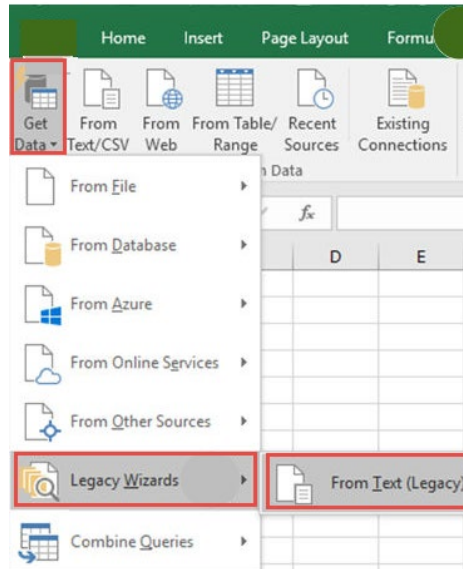 Home Insert Page Layout Formu
Get Data From Text/CSV From Web From Table/ Range Recent Sources Existing Connections
Data
fx
From File
From Database
D E
From Azure
From Online Services
From Other Sources
Legacy Wizards From Text (Legacy)
Combine Queries